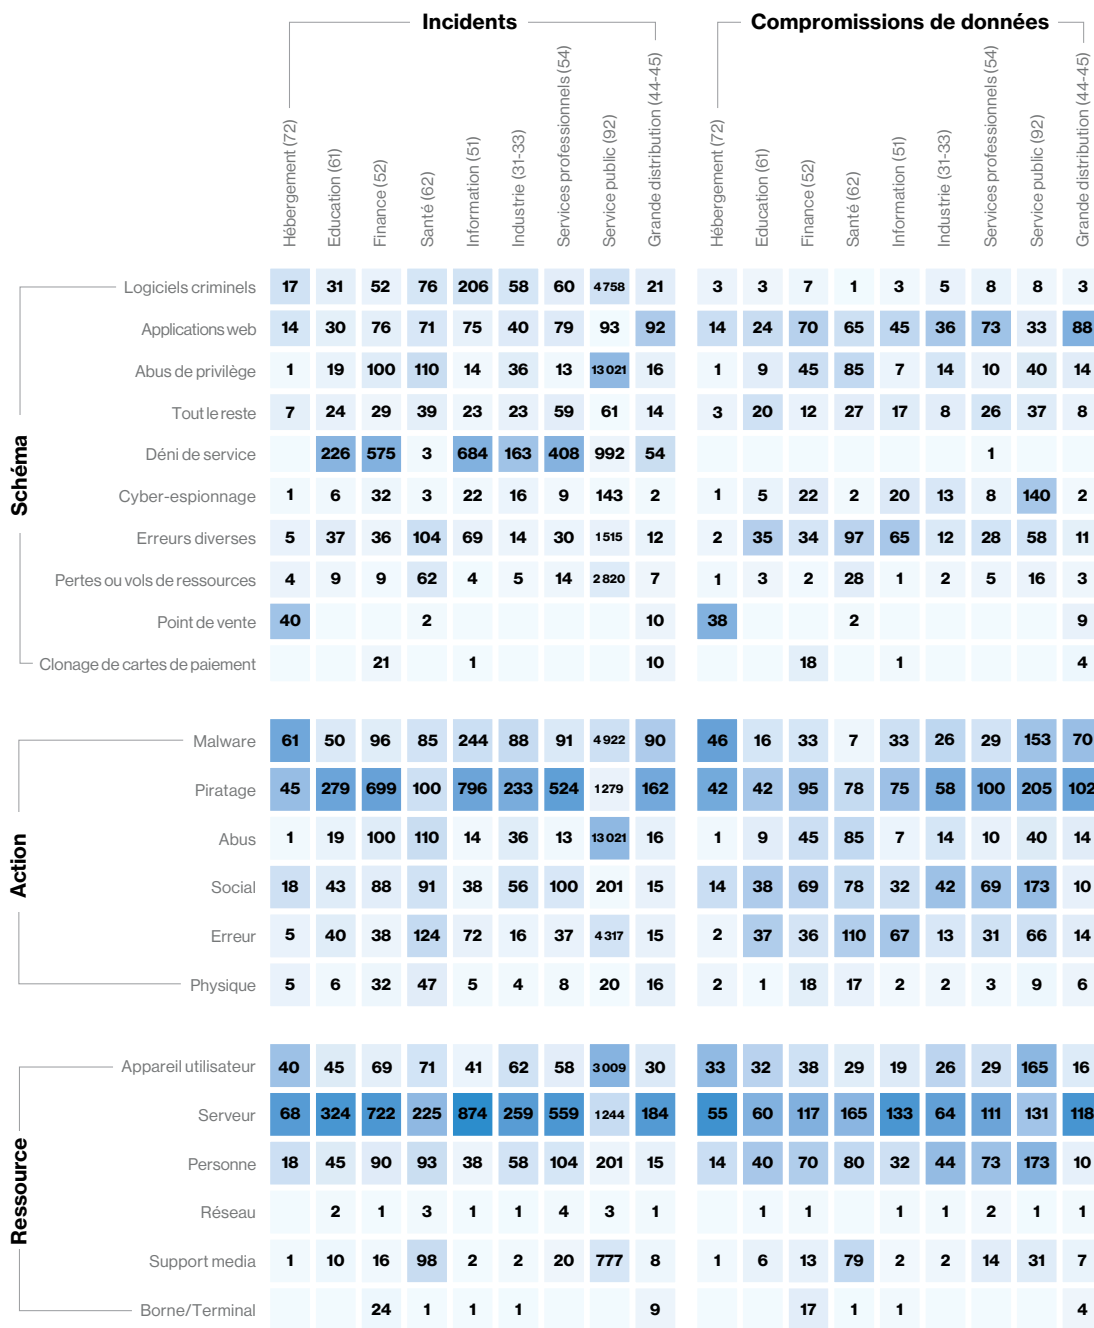 Incidents Compromissions de données
Hébergement (72) Education (61) Finance (52) Santé (62) Information (51) Industrie (31-33) Services professionnels (54) Service public (92) Grande distribution (44-45) Hébergement (72) Education (61) Finance (52) Santé (62) Information (51) Industrie (31-33) Services professionnels (54) Service public (92) Grande distribution (44-45)
Schéma
Logiciels criminels 17 31 52 76 206 58 60 4 758 21 3 3 7 1 3 5 8 8 3
Applications web 14 30 76 71 75 40 79 93 92 14 24 70 65 45 36 73 33 88
Abus de privilège 1 19 100 110 14 36 13 13 021 16 1 9 45 85 7 14 10 40 14
Tout le reste 7 24 29 39 23 23 59 61 14 3 20 12 27 17 8 26 37 8
Déni de service 226 575 3 684 163 408 992 54 1
Cyber-espionnage 1 6 32 3 22 16 9 143 2 1 5 22 2 20 13 8 140 2
Erreurs diverses 5 37 36 104 69 14 30 1 515 12 2 35 34 97 65 12 28 58 11
Pertes ou vols de ressources 4 9 9 62 4 5 14 2 820 7 1 3 2 28 1 2 5 16 3
Point de vente 40 2 10 38 2 9
Clonage de cartes de paiement 21 1 10 18 1 4
Action
Malware 61 50 96 85 244 88 91 4 922 90 46 16 33 7 33 26 29 153 70
Piratage 45 279 699 100 796 233 524 1 279 162 42 42 95 78 75 58 100 205 102
Abus 1 19 100 110 14 36 13 13 021 16 1 9 45 85 7 14 10 40 14
Social 18 43 88 91 38 56 100 201 15 14 38 69 78 32 42 69 173 10
Erreur 5 40 38 124 72 16 37 4 317 15 2 37 36 110 67 13 31 66 14
Physique 5 6 32 47 5 4 8 20 16 2 1 18 17 2 2 3 9 6
Ressource
Appareil utilisateur 40 45 69 71 41 62 58 3 009 30 33 32 38 29 19 26 29 165 16
Serveur 68 324 722 225 874 259 559 1 244 184 55 60 117 165 133 64 111 131 118
Personne 18 45 90 93 38 58 104 201 15 14 40 70 80 32 44 73 173 10
Réseau 2 1 3 1 1 4 3 1 1 1 1 1 2 1 1
Support media 1 10 16 98 2 2 20 777 8 1 6 13 79 2 2 14 31 7
Borne/Terminal 24 1 1 1 9 17 1 1 4